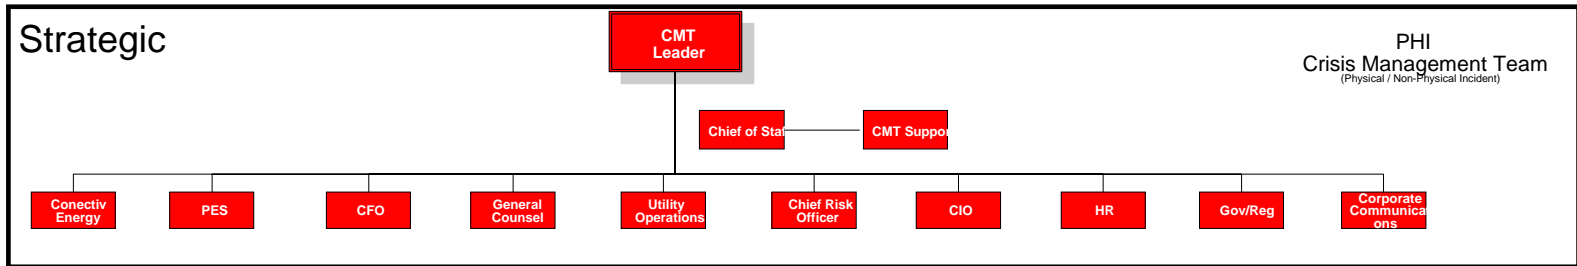 Strategic
CMT
Leader
PHI
Crisis Management Team
(Physical / Non-Physical Incident)
Chief of Staf
CMT Suppor
Conectiv
Energy
PES
CFO
General
Counsel
Utility
Operations
Chief Risk
Officer
CIO
HR
Gov/Reg
Corporate
Communicat
ons